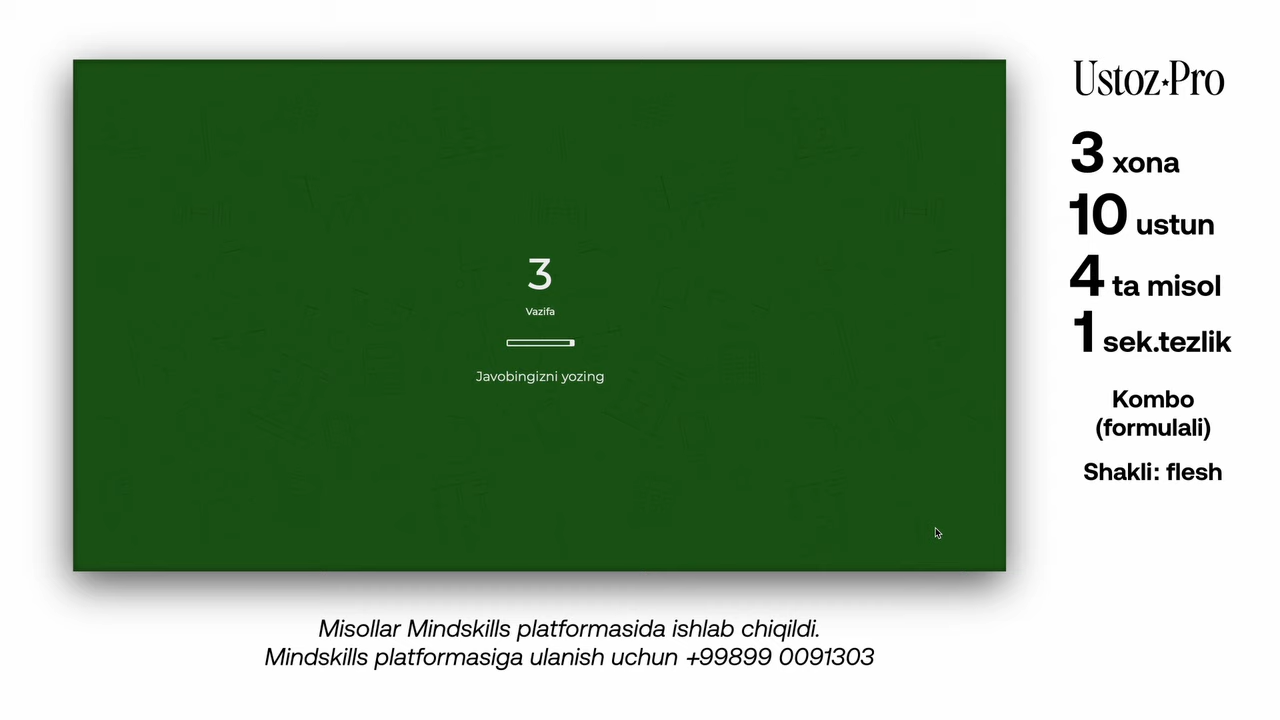 3
Vazifa
Javobingizni yozing
Ustoz★Pro
3 xona
10 ustun
4 ta misol
1 sek.tezlik
Kombo
(formulali)
Shakli: flesh
Misollar Mindskills platformasida ishlab chiqildi.
Mindskills platformasiga ulanish uchun +99899 0091303